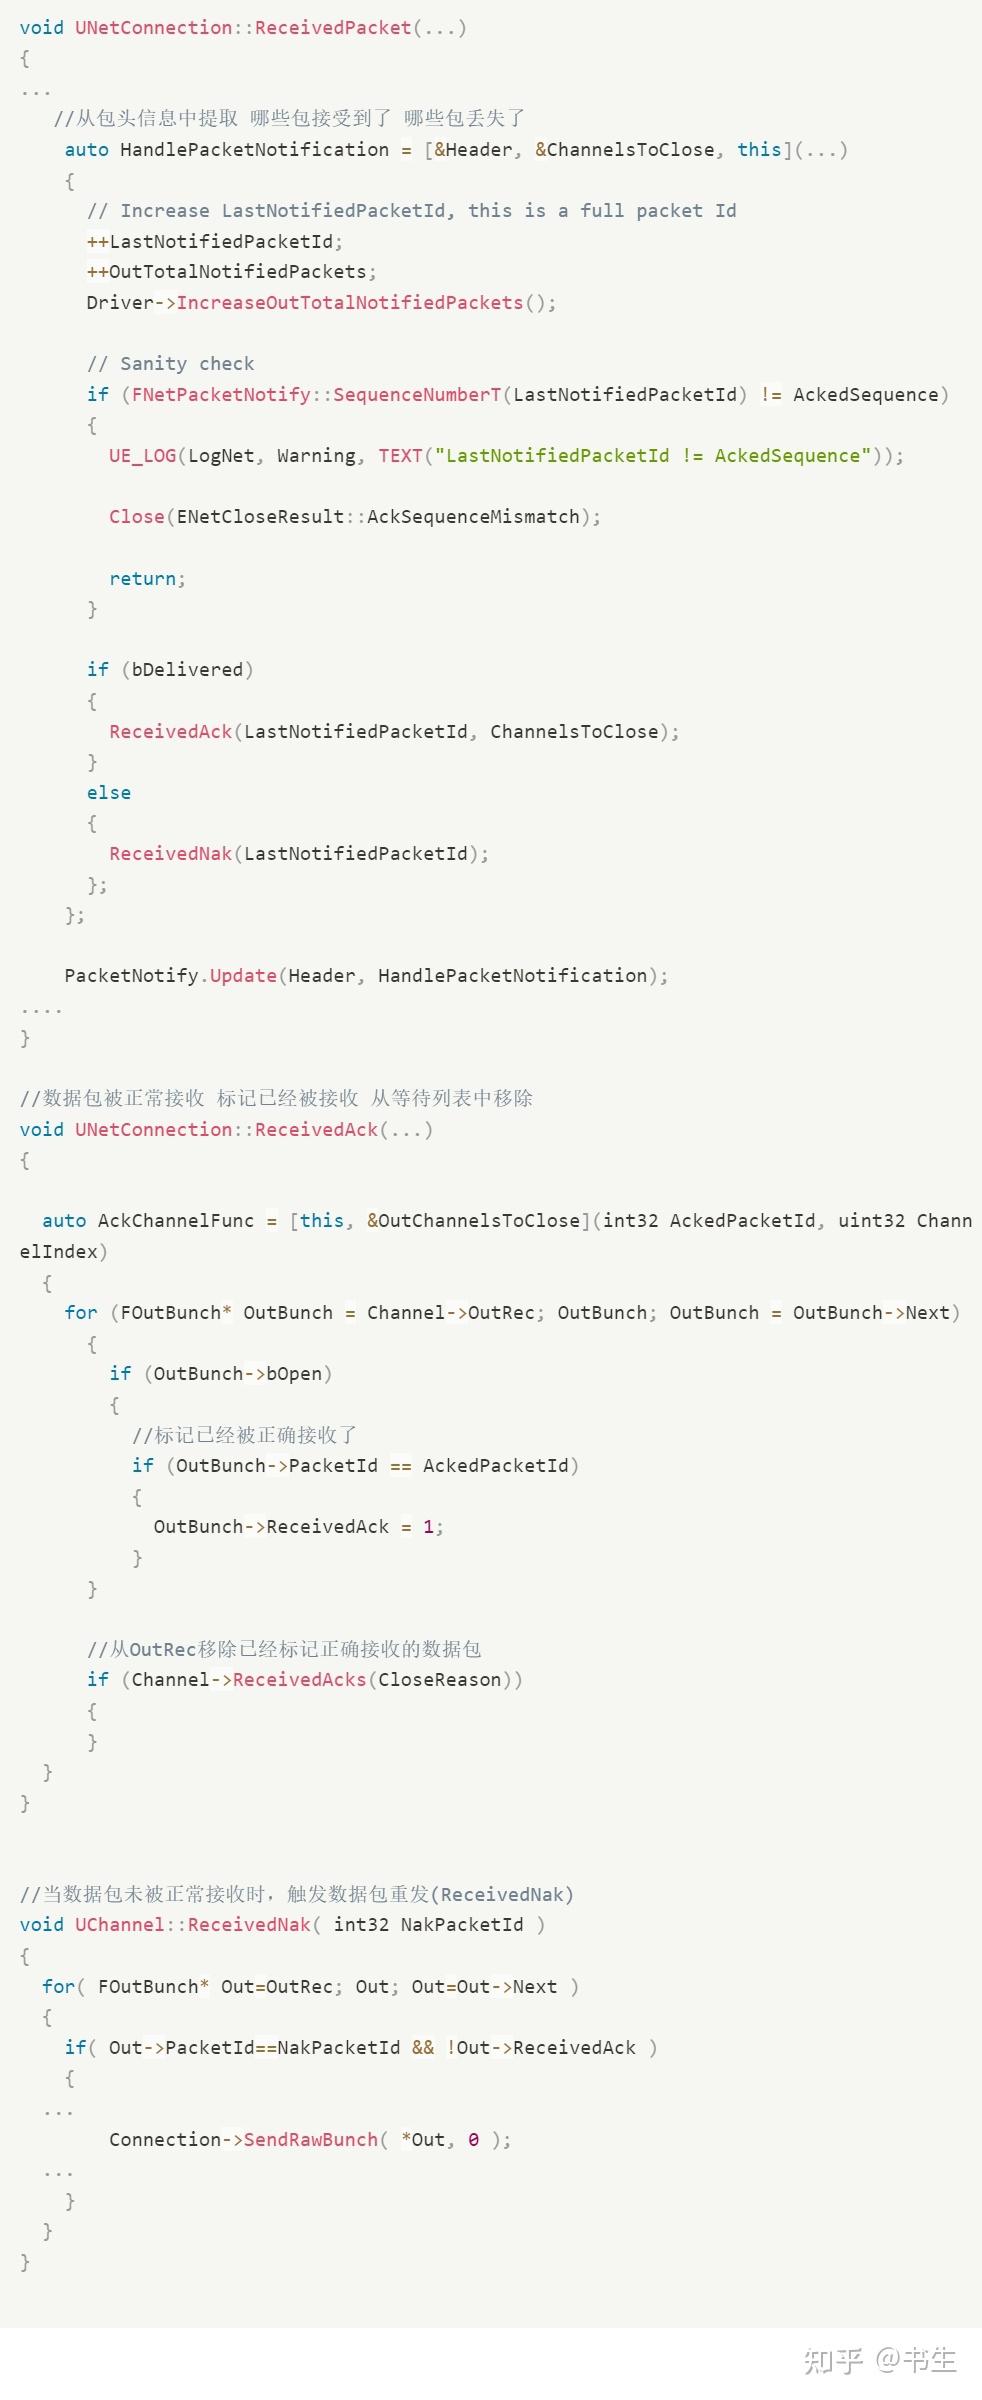 void UNetConnection::ReceivedPacket(...)
{
...
   //从包头信息中提取 哪些包接受到了 哪些包丢失了
    auto HandlePacketNotification = [&Header, &ChannelsToClose, this](...)
    {
      // Increase LastNotifiedPacketId, this is a full packet Id
      ++LastNotifiedPacketId;
      ++OutTotalNotifiedPackets;
      Driver->IncreaseOutTotalNotifiedPackets();

      // Sanity check
      if (FNetPacketNotify::SequenceNumberT(LastNotifiedPacketId) != AckedSequence)
      {
        UE_LOG(LogNet, Warning, TEXT("LastNotifiedPacketId != AckedSequence"));

        Close(ENetCloseResult::AckSequenceMismatch);

        return;
      }

      if (bDelivered)
      {
        ReceivedAck(LastNotifiedPacketId, ChannelsToClose);
      }
      else
      {
        ReceivedNak(LastNotifiedPacketId);
      };
    };

    PacketNotify.Update(Header, HandlePacketNotification);
....
}

//数据包被正常接收 标记已经被接收 从等待列表中移除
void UNetConnection::ReceivedAck(...)
{

  auto AckChannelFunc = [this, &OutChannelsToClose](int32 AckedPacketId, uint32 Chann
elIndex)
  {
    for (FOutBunch* OutBunch = Channel->OutRec; OutBunch; OutBunch = OutBunch->Next)
      {
        if (OutBunch->bOpen)
        {
          //标记已经被正确接收了
          if (OutBunch->PacketId == AckedPacketId)
          {
            OutBunch->ReceivedAck = 1;
          }
      }

      //从OutRec移除已经标记正确接收的数据包
      if (Channel->ReceivedAcks(CloseReason))
      {
      }
  }
}


//当数据包未被正常接收时，触发数据包重发(ReceivedNak)
void UChannel::ReceivedNak( int32 NakPacketId )
{
  for( FOutBunch* Out=OutRec; Out; Out=Out->Next )
  {
    if( Out->PacketId==NakPacketId && !Out->ReceivedAck )
    {
  ...
        Connection->SendRawBunch( *Out, 0 );
  ...
    }
  }
}
知乎 @书生